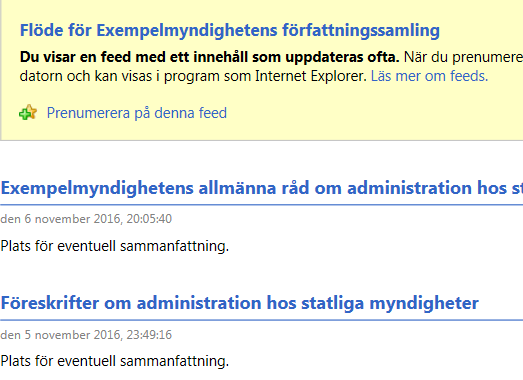 Flöde för Exempelmyndighetens författningssamling
Du visar en feed med ett innehåll som uppdateras ofta. När du prenumere
datorn och kan visas i program som Internet Explorer. Läs mer om feeds.
Prenumerera på denna feed
Exempelmyndighetens allmänna råd om administration hos st
den 6 november 2016, 20:05:40
Plats för eventuell sammanfattning.
Föreskrifter om administration hos statliga myndigheter
den 5 november 2016, 23:49:16
Plats för eventuell sammanfattning.